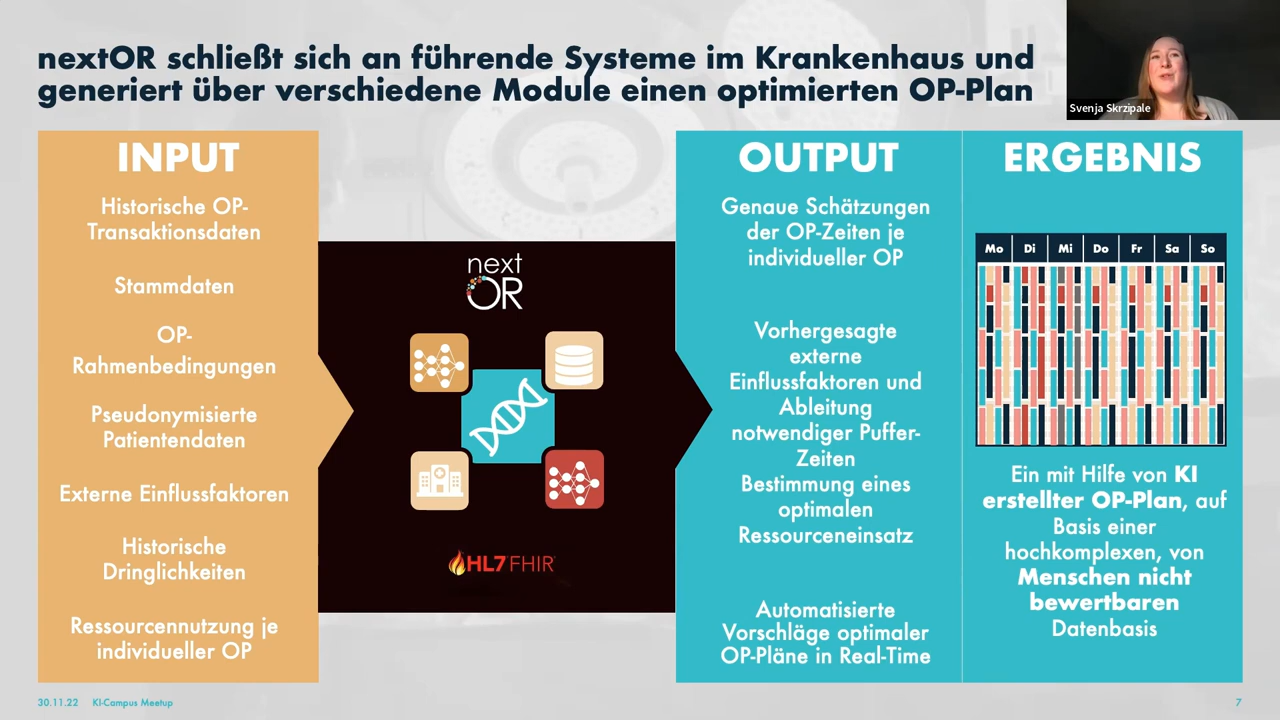 nextOR schließt sich an führende Systeme im Krankenhaus und
generiert über verschiedene Module einen optimierten OP-Plan
Svenja Skrzipale
INPUT
Historische OP-
Transaktionsdaten
Stammdaten
OP-
Rahmenbedingungen
Pseudonymisierte
Patientendaten
Externe Einflussfaktoren
Historische
Dringlichkeiten
Ressourcennutzung je
individueller OP
next
OR
HL7 FHIR
OUTPUT
Genaue Schätzungen
der OP-Zeiten je
individueller OP
Vorhergesagte
externe
Einflussfaktoren und
Ableitung
notwendiger Puffer-
Zeiten
Bestimmung eines
optimalen
Ressourceneinsatz
Automatisierte
Vorschläge optimaler
OP-Pläne in Real-Time
ERGEBNIS
Mo Di Mi Do Fr Sa So
Ein mit Hilfe von KI
erstellter OP-Plan, auf
Basis einer
hochkomplexen, von
Menschen nicht
bewertbaren
Datenbasis
30.11.22 KI-Campus Meetup
7